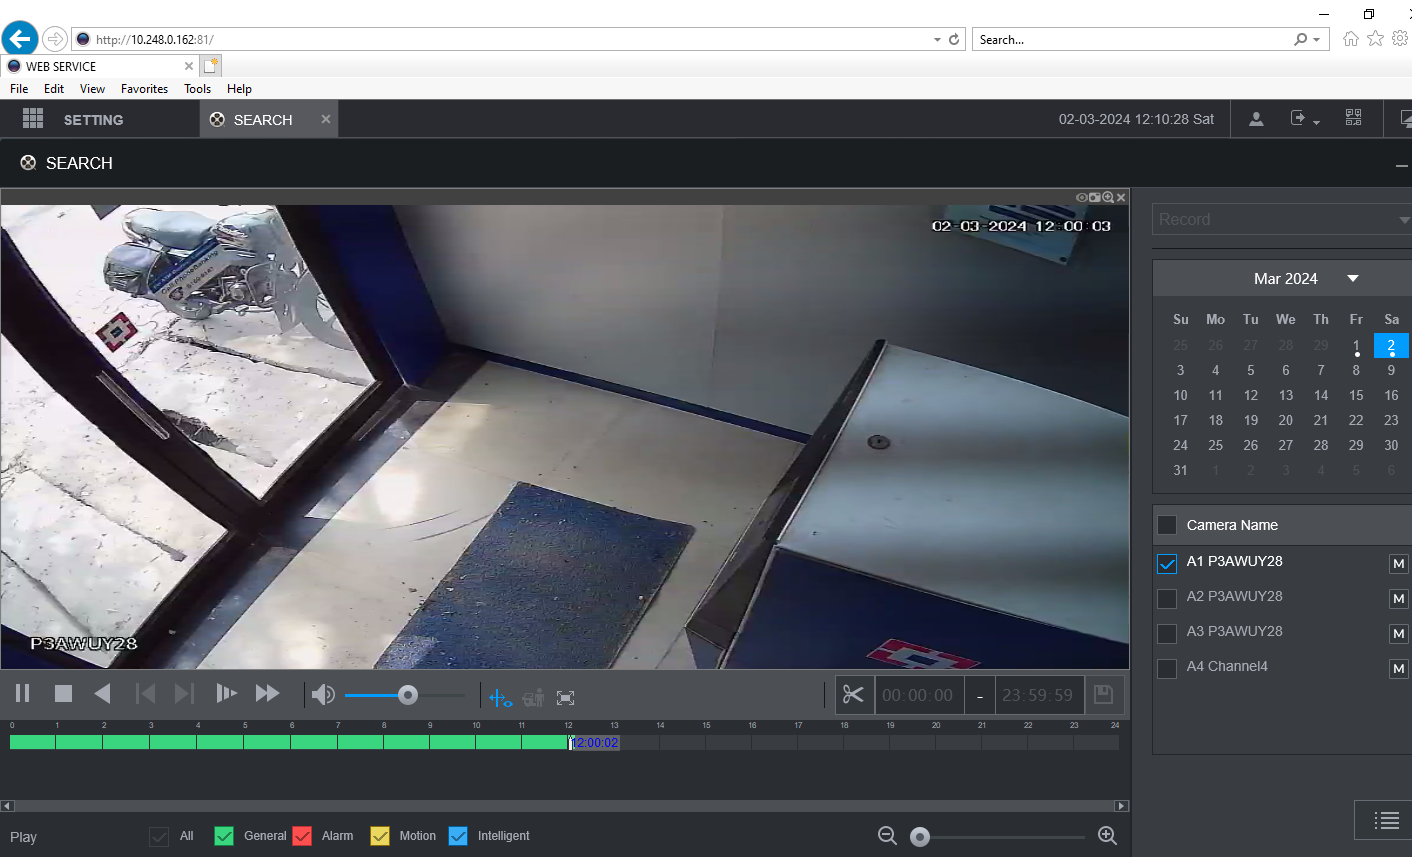 http://10.248.0.162:81/
Search...
WEB SERVICE
File Edit View Favorites Tools Help
SETTING
SEARCH
02-03-2024 12:10:28 Sat
SEARCH
02-03-2024 12:00:03
P3AWUY28
Record
Mar 2024
Su Mo Tu We Th Fr Sa
25 26 27 28 29 1 2
3 4 5 6 7 8 9
10 11 12 13 14 15 16
17 18 19 20 21 22 23
24 25 26 27 28 29 30
31 1 2 3 4 5 6
Camera Name
A1 P3AWUY28 M
A2 P3AWUY28 M
A3 P3AWUY28 M
A4 Channel4 M
00:00:00 - 23:59:59
0 1 2 3 4 5 6 7 8 9 10 11 12 13 14 15 16 17 18 19 20 21 22 23 24
12:00:02
Play
All General Alarm Motion Intelligent